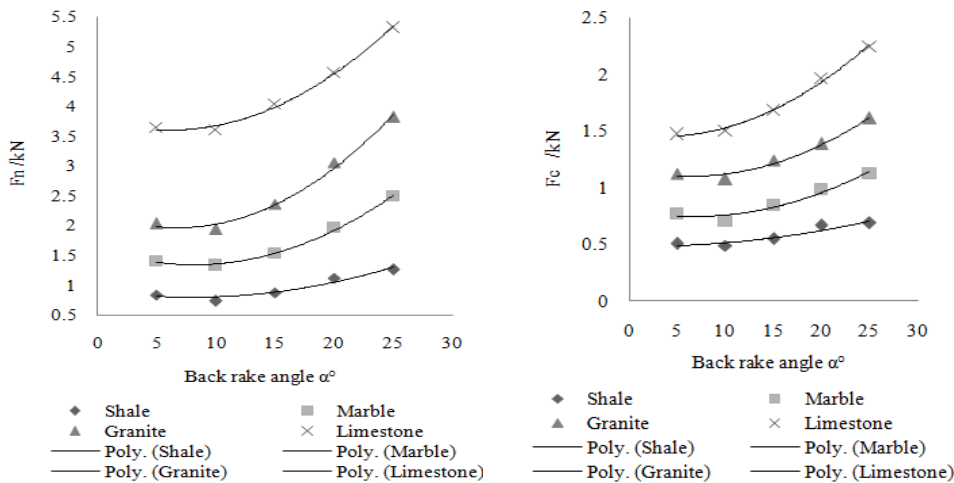 5.5
5
4.5
4
3.5
3
2.5
2
1.5
1
0.5
Fn /kN
0 5 10 15 20 25 30
Back rake angle α°
Shale Marble
Granite Limestone
Poly. (Shale) Poly. (Marble)
Poly. (Granite) Poly. (Limestone)
2.5
2
1.5
1
0.5
0
Fc /kN
0 5 10 15 20 25 30
Back rake angle α°
Shale Marble
Granite Limestone
Poly. (Shale) Poly. (Marble)
Poly. (Granite) Poly. (Limestone)